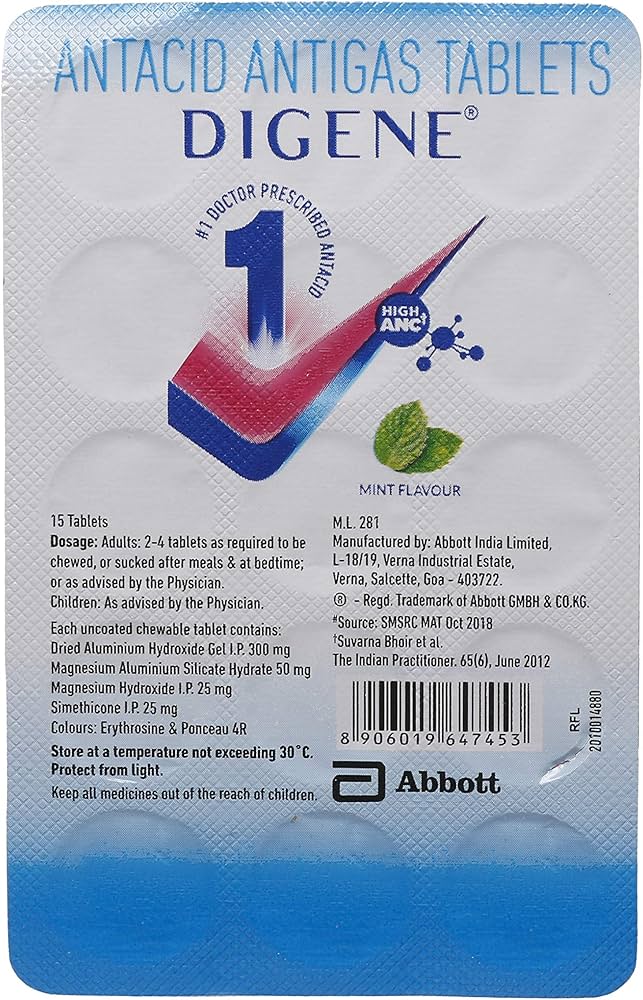 ANTACID ANTIGAS TABLETS
DIGENE®
#1 DOCTOR PRESCRIBED ANTACID
1
HIGH
ANC†
MINT FLAVOUR
15 Tablets
Dosage: Adults: 2-4 tablets as required to be
chewed, or sucked after meals & at bedtime;
or as advised by the Physician.
Children: As advised by the Physician.
Each uncoated chewable tablet contains:
Dried Aluminium Hydroxide Gel I.P. 300 mg
Magnesium Aluminium Silicate Hydrate 50 mg
Magnesium Hydroxide I.P. 25 mg
Simethicone I.P. 25 mg
Colours: Erythrosine & Ponceau 4R
Store at a temperature not exceeding 30˚C.
Protect from light.
Keep all medicines out of the reach of children.
M.L. 281
Manufactured by: Abbott India Limited,
L-18/19, Verna Industrial Estate,
Verna, Salcette, Goa - 403722.
® - Regd. Trademark of Abbott GMBH & CO.KG.
#Source: SMSRC MAT Oct 2018
†Suvarna Bhoir et al.
The Indian Practitioner. 65(6), June 2012
8 906019 647453
RFL
2010014880
Abbott